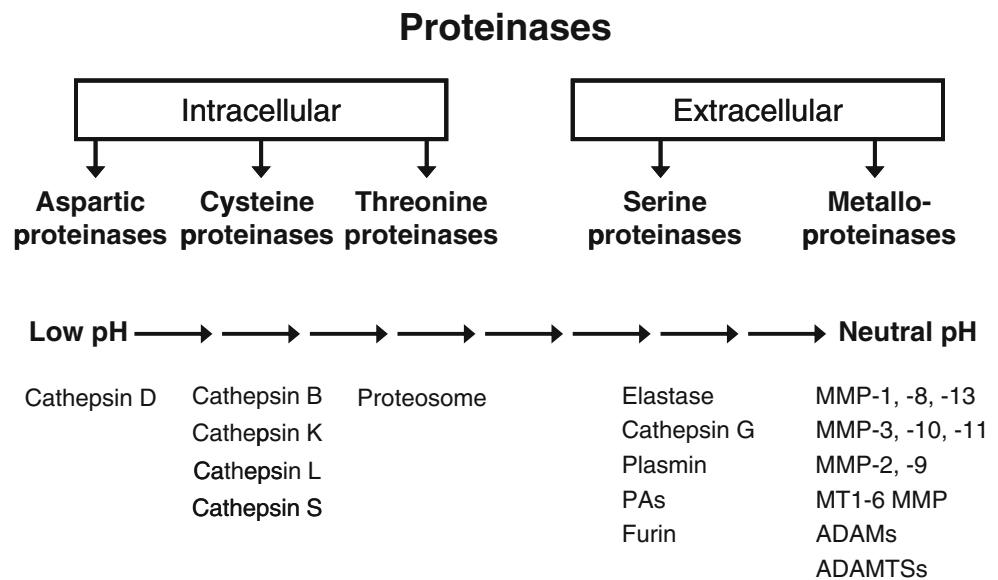 Proteinases
Intracellular
Extracellular
Aspartic
proteinases
Cysteine
proteinases
Threonine
proteinases
Serine
proteinases
Metallo-
proteinases
Low pH
Neutral pH
Cathepsin D
Cathepsin B
Cathepsin K
Cathepsin L
Cathepsin S
Proteosome
Elastase
Cathepsin G
Plasmin
PAs
Furin
MMP-1, -8, -13
MMP-3, -10, -11
MMP-2, -9
MT1-6 MMP
ADAMs
ADAMTSs